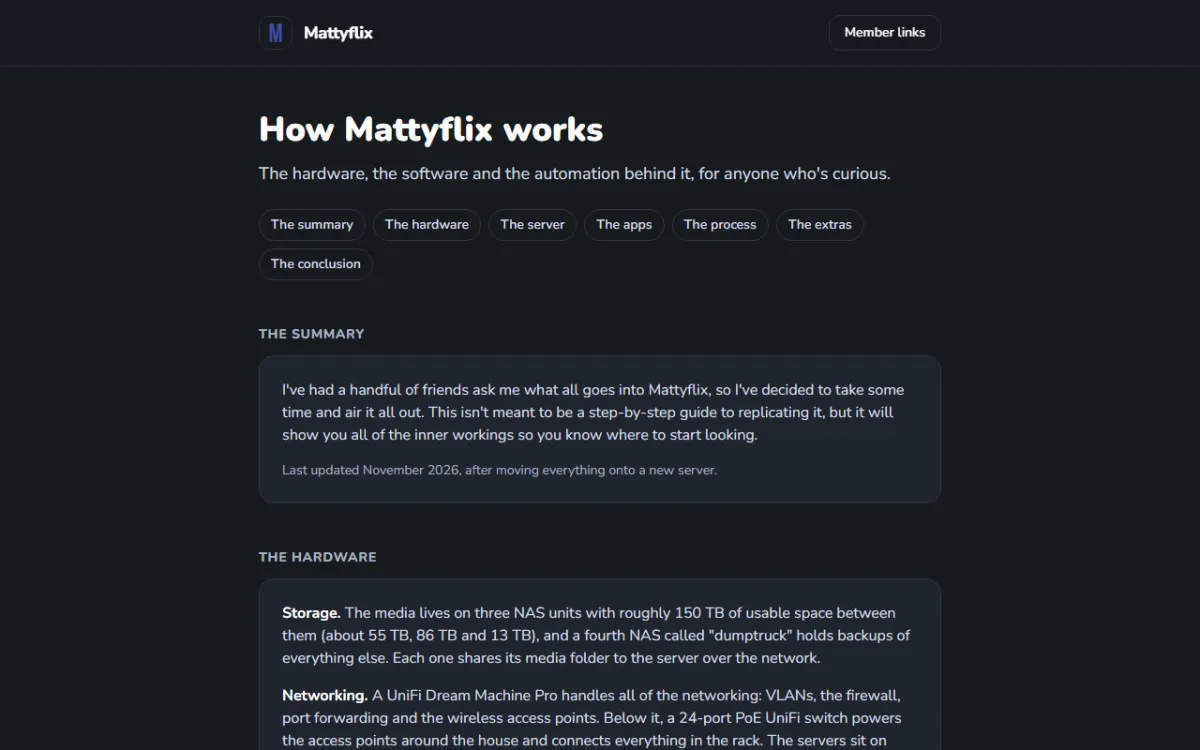 M Mattyflix
Member links
How Mattyflix works
The hardware, the software and the automation behind it, for anyone who's curious.
The summary
The hardware
The server
The apps
The process
The extras
The conclusion
THE SUMMARY
I've had a handful of friends ask me what all goes into Mattyflix, so I've decided to take some
time and air it all out. This isn't meant to be a step-by-step guide to replicating it, but it will
show you all of the inner workings so you know where to start looking.
Last updated November 2026, after moving everything onto a new server.
THE HARDWARE
Storage. The media lives on three NAS units with roughly 150 TB of usable space between
them (about 55 TB, 86 TB and 13 TB), and a fourth NAS called "dumptruck" holds backups of
everything else. Each one shares its media folder to the server over the network.
Networking. A UniFi Dream Machine Pro handles all of the networking: VLANs, the firewall,
port forwarding and the wireless access points. Below it, a 24-port PoE UniFi switch powers
the access points around the house and connects everything in the rack. The servers sit on